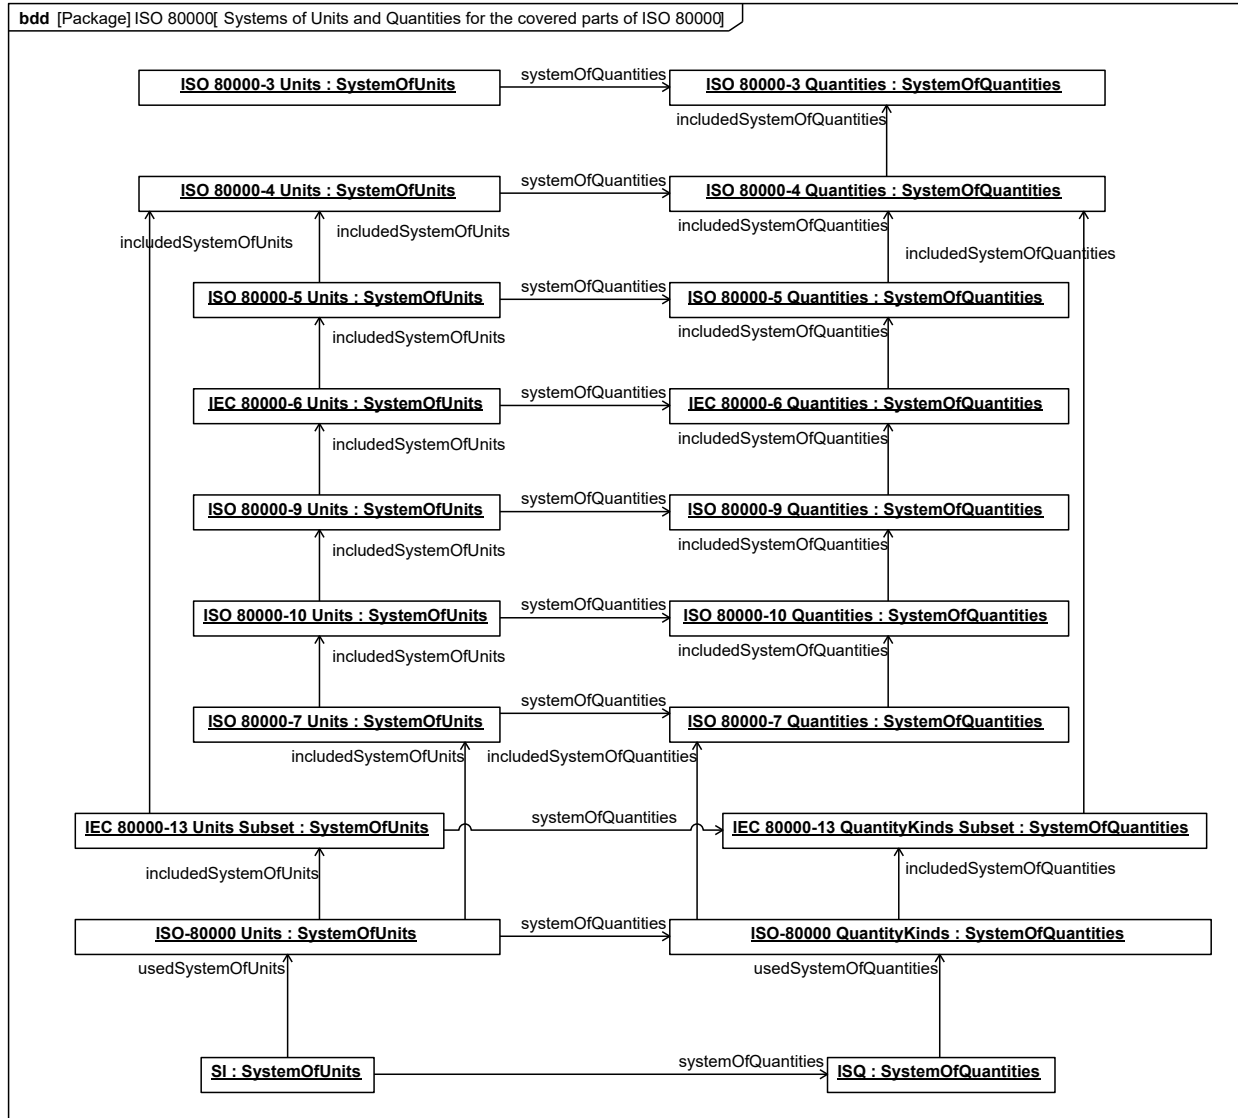 bdd [Package] ISO 80000[ Systems of Units and Quantities for the covered parts of ISO 80000]
ISO 80000-3 Units : SystemOfUnits
systemOfQuantities
ISO 80000-3 Quantities : SystemOfQuantities
includedSystemOfQuantities
ISO 80000-4 Units : SystemOfUnits
systemOfQuantities
ISO 80000-4 Quantities : SystemOfQuantities
includedSystemOfUnits
includedSystemOfUnits
includedSystemOfQuantities
includedSystemOfQuantities
ISO 80000-5 Units : SystemOfUnits
systemOfQuantities
ISO 80000-5 Quantities : SystemOfQuantities
includedSystemOfUnits
includedSystemOfQuantities
IEC 80000-6 Units : SystemOfUnits
systemOfQuantities
IEC 80000-6 Quantities : SystemOfQuantities
includedSystemOfUnits
includedSystemOfQuantities
ISO 80000-9 Units : SystemOfUnits
systemOfQuantities
ISO 80000-9 Quantities : SystemOfQuantities
includedSystemOfUnits
includedSystemOfQuantities
ISO 80000-10 Units : SystemOfUnits
systemOfQuantities
ISO 80000-10 Quantities : SystemOfQuantities
includedSystemOfUnits
includedSystemOfQuantities
ISO 80000-7 Units : SystemOfUnits
systemOfQuantities
ISO 80000-7 Quantities : SystemOfQuantities
includedSystemOfUnits
includedSystemOfQuantities
IEC 80000-13 Units Subset : SystemOfUnits
systemOfQuantities
IEC 80000-13 QuantityKinds Subset : SystemOfQuantities
includedSystemOfUnits
includedSystemOfQuantities
ISO-80000 Units : SystemOfUnits
systemOfQuantities
ISO-80000 QuantityKinds : SystemOfQuantities
usedSystemOfUnits
usedSystemOfQuantities
SI : SystemOfUnits
systemOfQuantities
ISQ : SystemOfQuantities